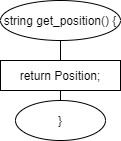 string get_position() {
return Position;
}